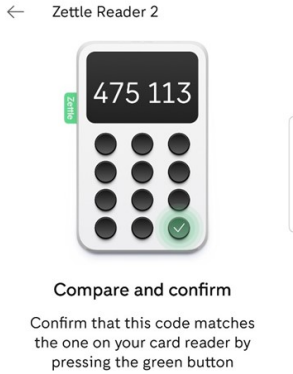 Zettle Reader 2
475 113
Zettle
Compare and confirm
Confirm that this code matches
the one on your card reader by
pressing the green button